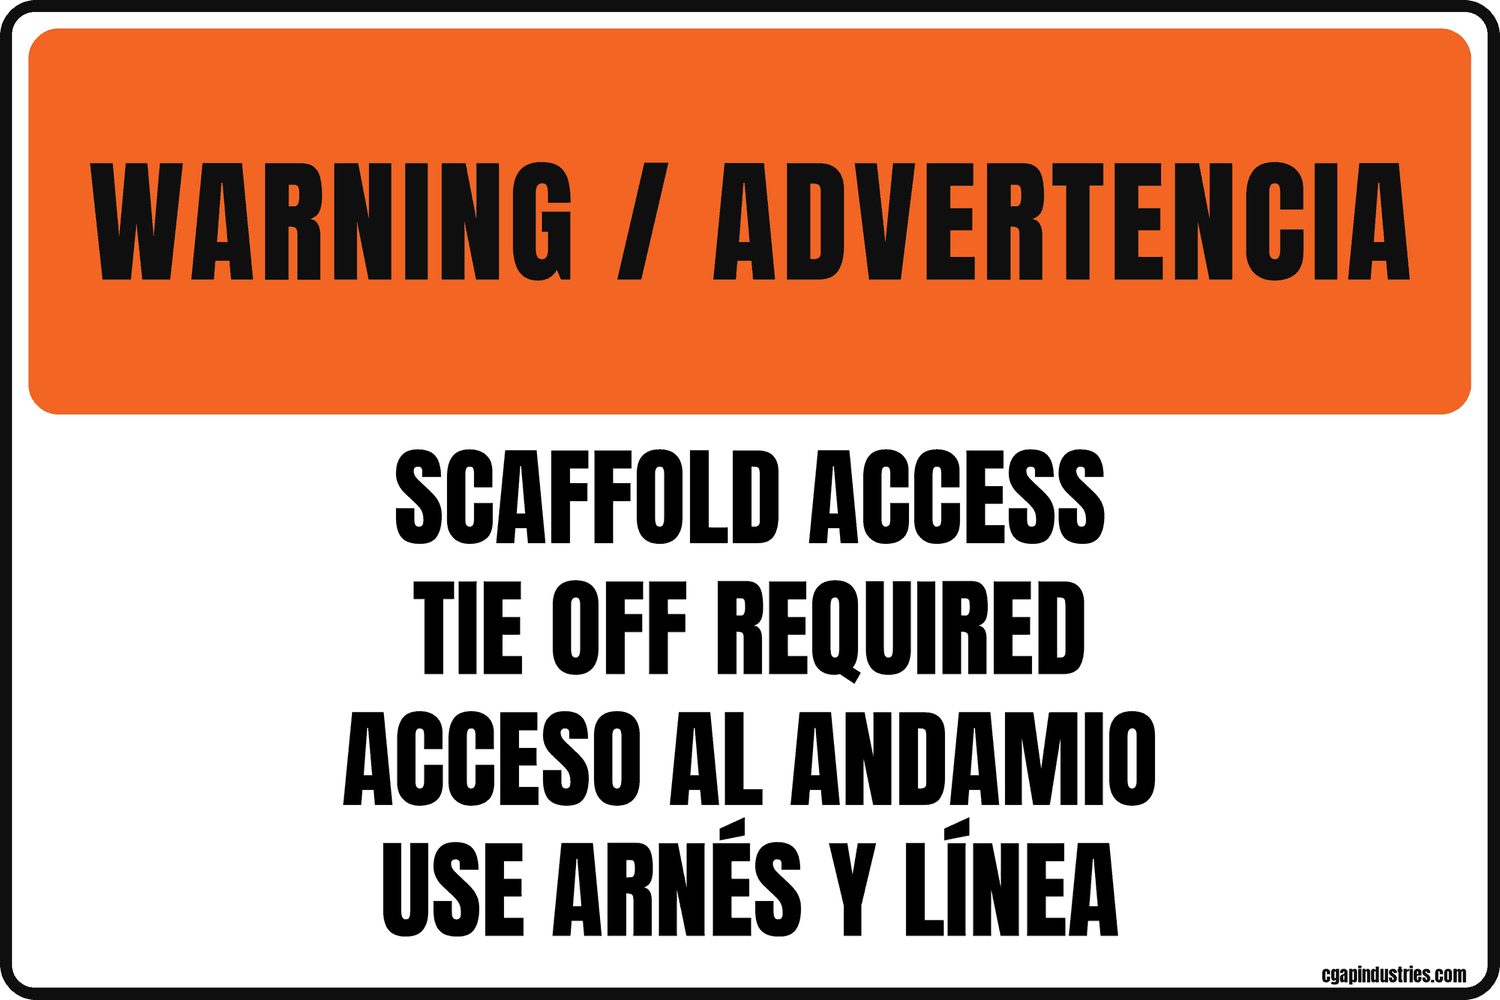 WARNING / ADVERTENCIA
SCAFFOLD ACCESS
TIE OFF REQUIRED
ACCESO AL ANDAMIO
USE ARNÉS Y LÍNEA
cgapindustries.com